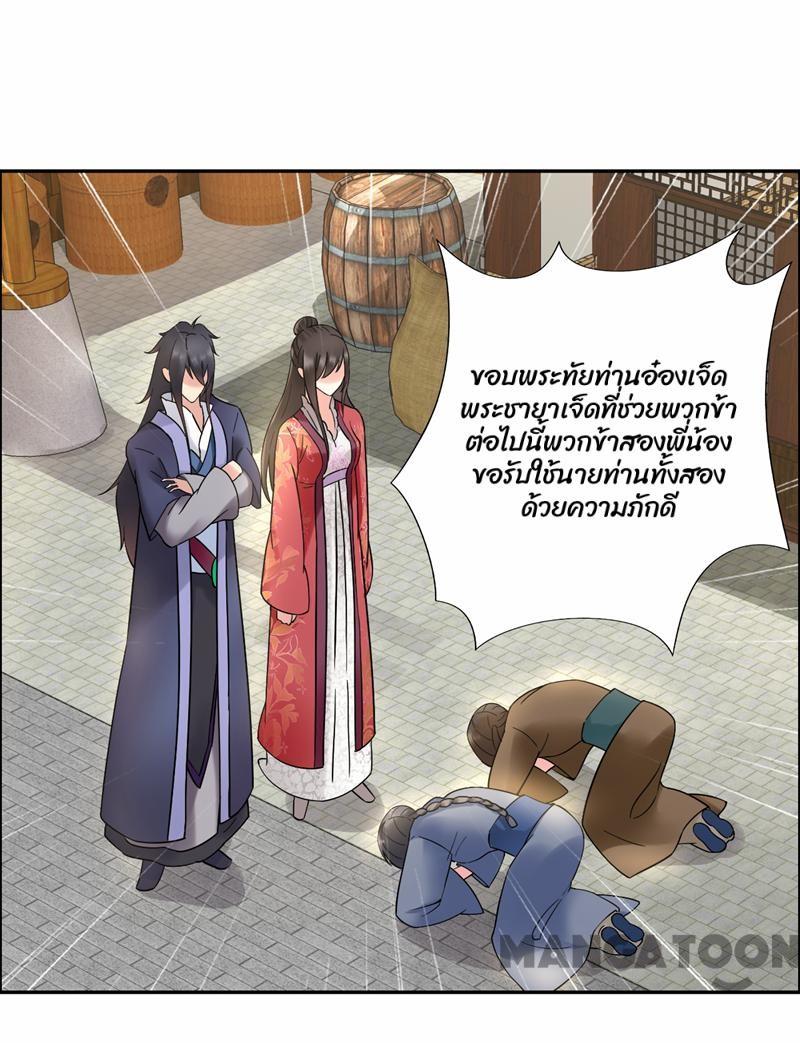 ขอบพระทัยท่านอ๋องเจ็ด
พระชายาเจ็ดที่ช่วยพวกข้า
ต่อไปนี้พวกข้าสองพี่น้อง
ขอรับใช้นายท่านทั้งสอง
ด้วยความภักดี
MANGATOON